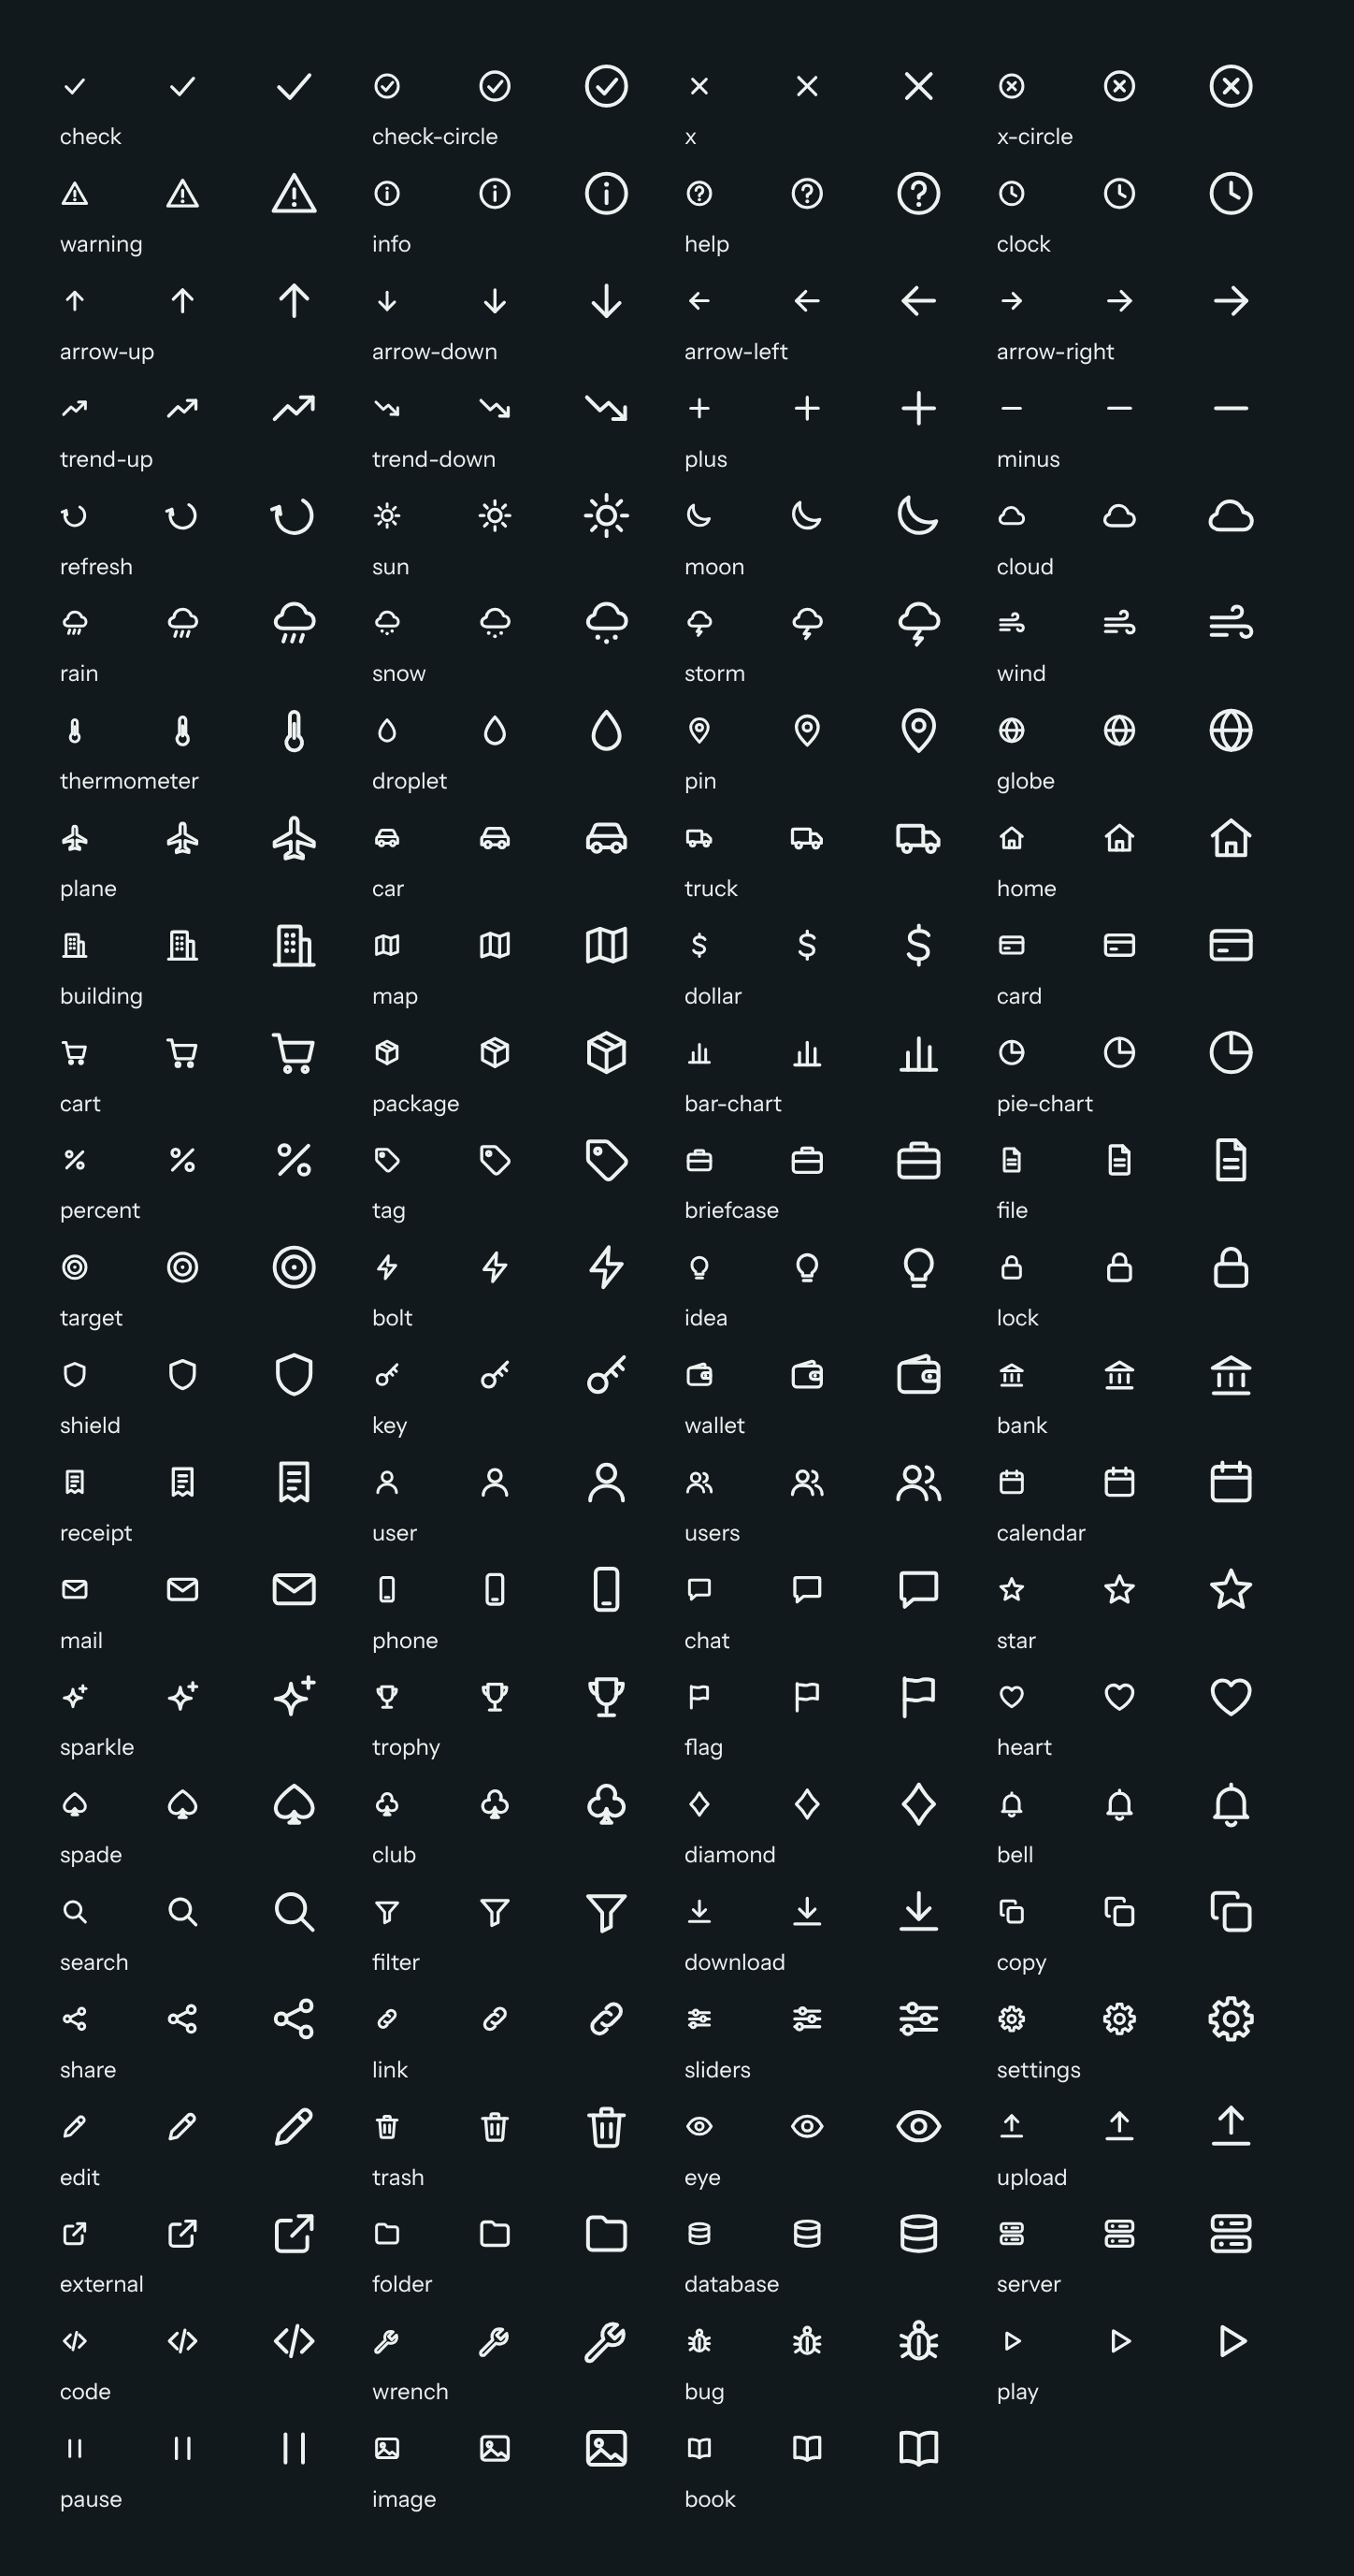 check check-circle x x-circle
warning info help clock
arrow-up arrow-down arrow-left arrow-right
trend-up trend-down plus minus
refresh sun moon cloud
rain snow storm wind
thermometer droplet pin globe
plane car truck home
building map dollar card
cart package bar-chart pie-chart
percent tag briefcase file
target bolt idea lock
shield key wallet bank
receipt user users calendar
mail phone chat star
sparkle trophy flag heart
spade club diamond bell
search filter download copy
share link sliders settings
edit trash eye upload
external folder database server
code wrench bug play
pause image book